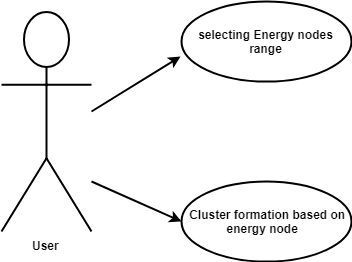 selecting Energy nodes
range
Cluster formation based on
energy node
User